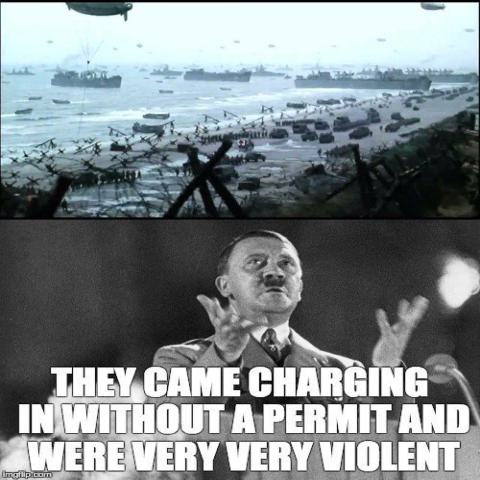 THEY CAME CHARGING
IN WITHOUT A PERMIT AND
WERE VERY VERY VIOLENT
imgflip.com